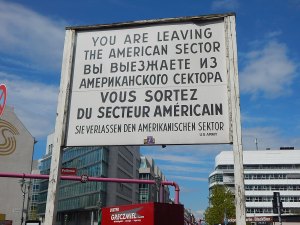 YOU ARE LEAVING
THE AMERICAN SECTOR
ВЫ ВЫЕЗЖАЕТЕ ИЗ
АМЕРИКАНСКОГО СЕКТОРА
VOUS SORTEZ
DU SECTEUR AMÉRICAIN
SIE VERLASSEN DEN AMERIKANISCHEN SEKTOR
U.S. ARMY